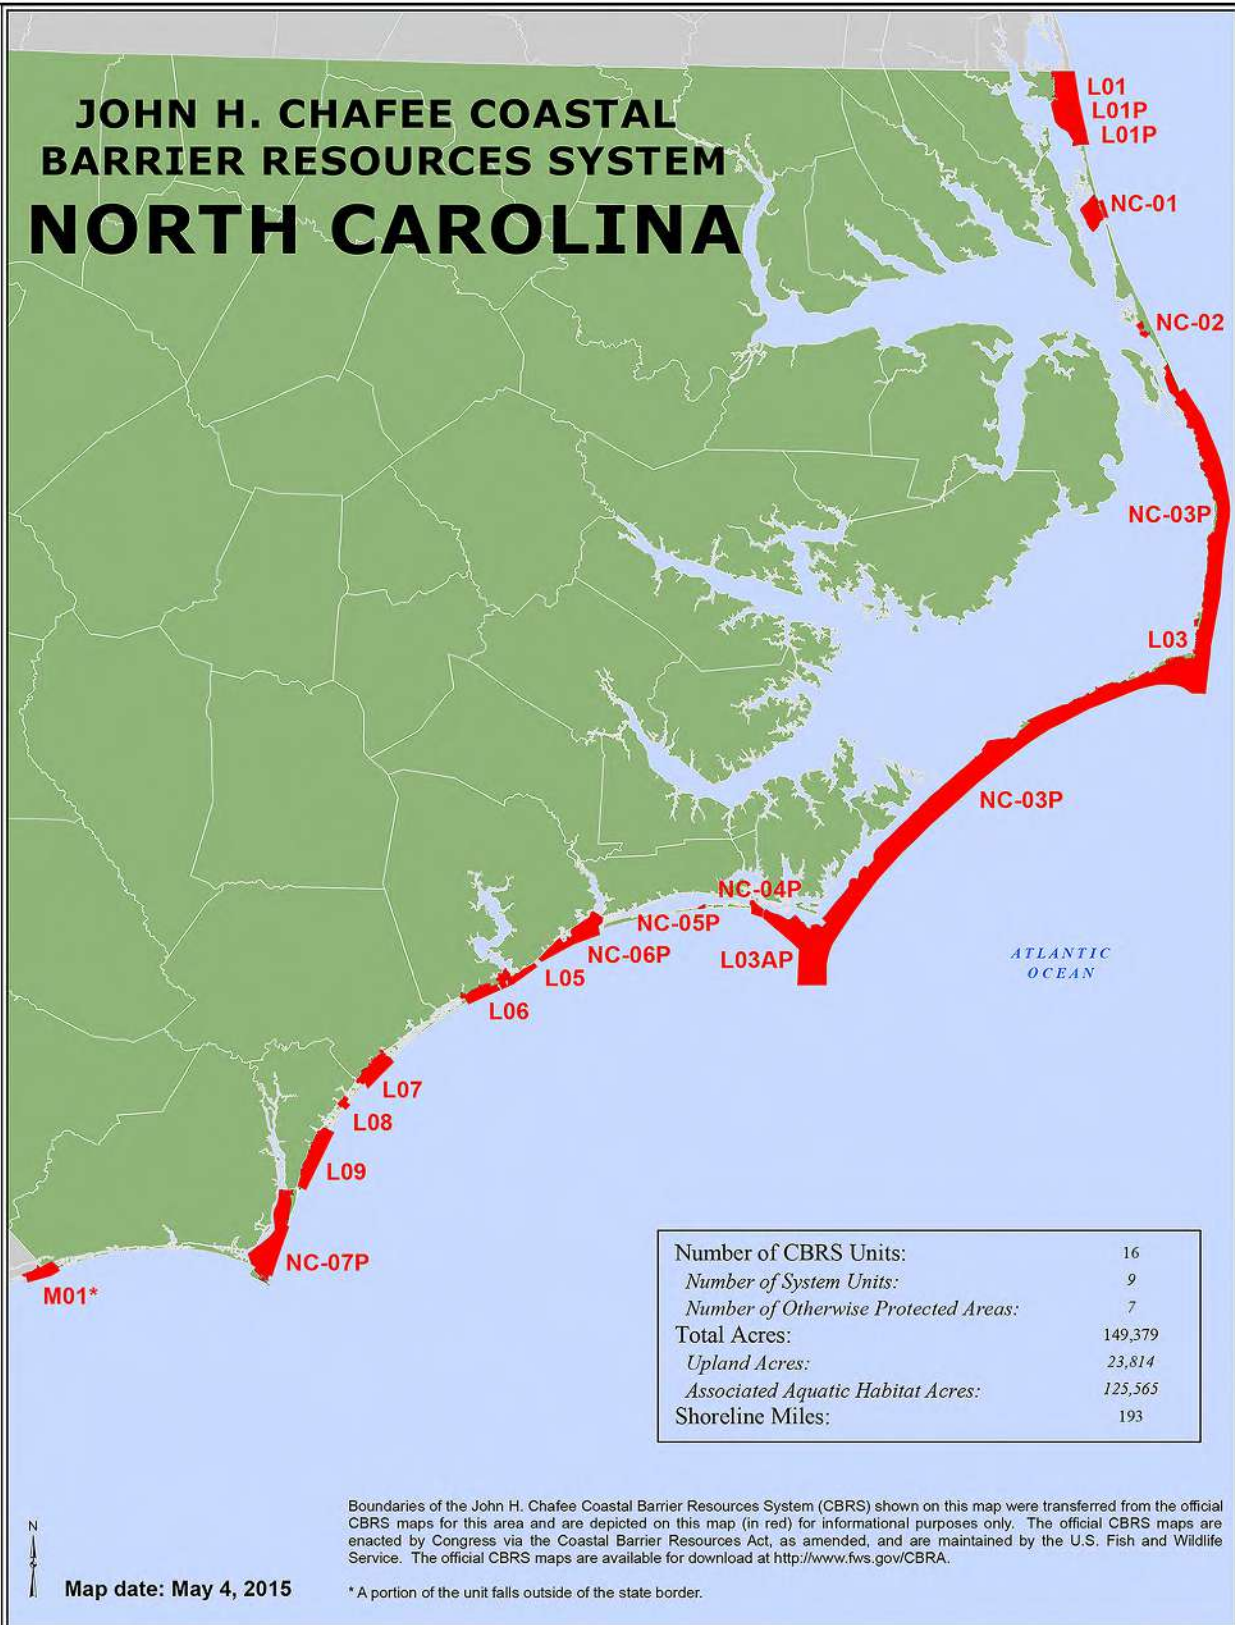 JOHN H. CHAFEE COASTAL
BARRIER RESOURCES SYSTEM
NORTH CAROLINA
L01
L01P
L01P
NC-01
NC-02
NC-03P
L03
NC-03P
NC-04P
NC-05P
NC-06P
L03AP
L05
L06
ATLANTIC
OCEAN
L07
L08
L09
NC-07P
M01*
Number of CBRS Units: 16
Number of System Units: 9
Number of Otherwise Protected Areas: 7
Total Acres: 149,379
Upland Acres: 23,814
Associated Aquatic Habitat Acres: 125,565
Shoreline Miles: 193
Boundaries of the John H. Chafee Coastal Barrier Resources System (CBRS) shown on this map were transferred from the official
CBRS maps for this area and are depicted on this map (in red) for informational purposes only. The official CBRS maps are
enacted by Congress via the Coastal Barrier Resources Act, as amended, and are maintained by the U.S. Fish and Wildlife
Service. The official CBRS maps are available for download at http://www.fws.gov/CBRA.
* A portion of the unit falls outside of the state border.
N
Map date: May 4, 2015